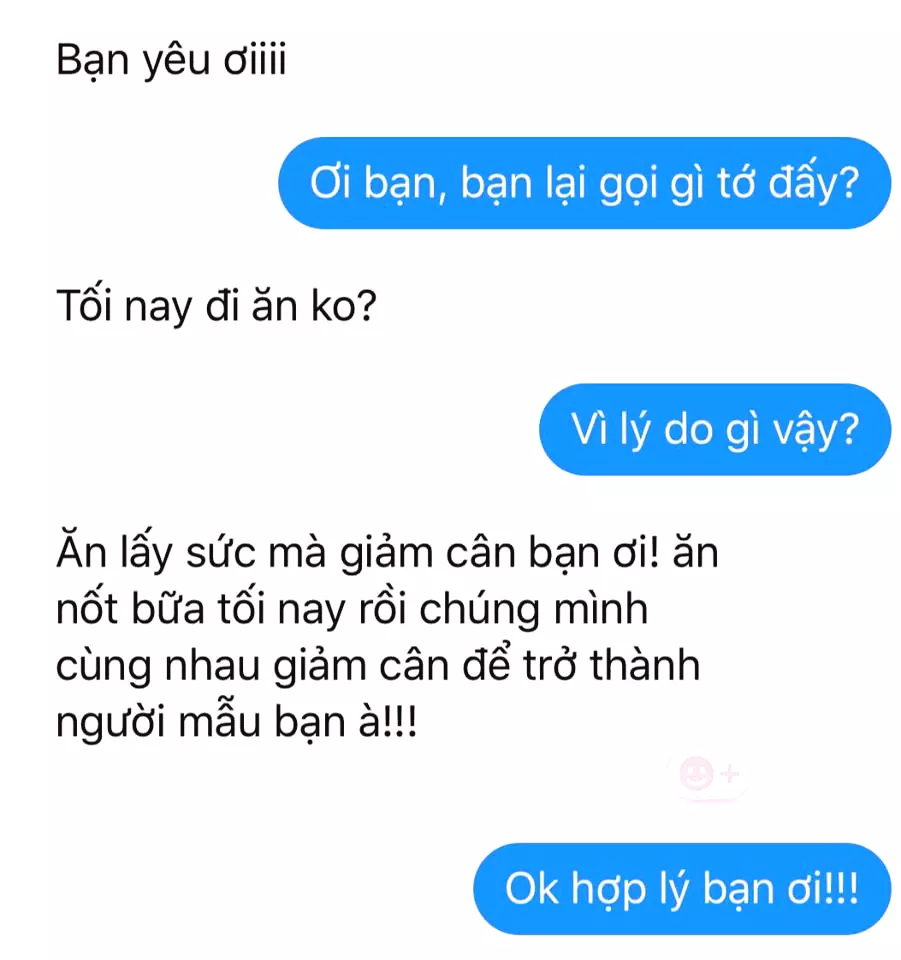 Bạn yêu ơiiii
Ơi bạn, bạn lại gọi gì tớ đấy?
Tối nay đi ăn ko?
Vì lý do gì vậy?
Ăn lấy sức mà giảm cân bạn ơi! ăn
nốt bữa tối nay rồi chúng mình
cùng nhau giảm cân để trở thành
người mẫu bạn à!!!
Ok hợp lý bạn ơi!!!